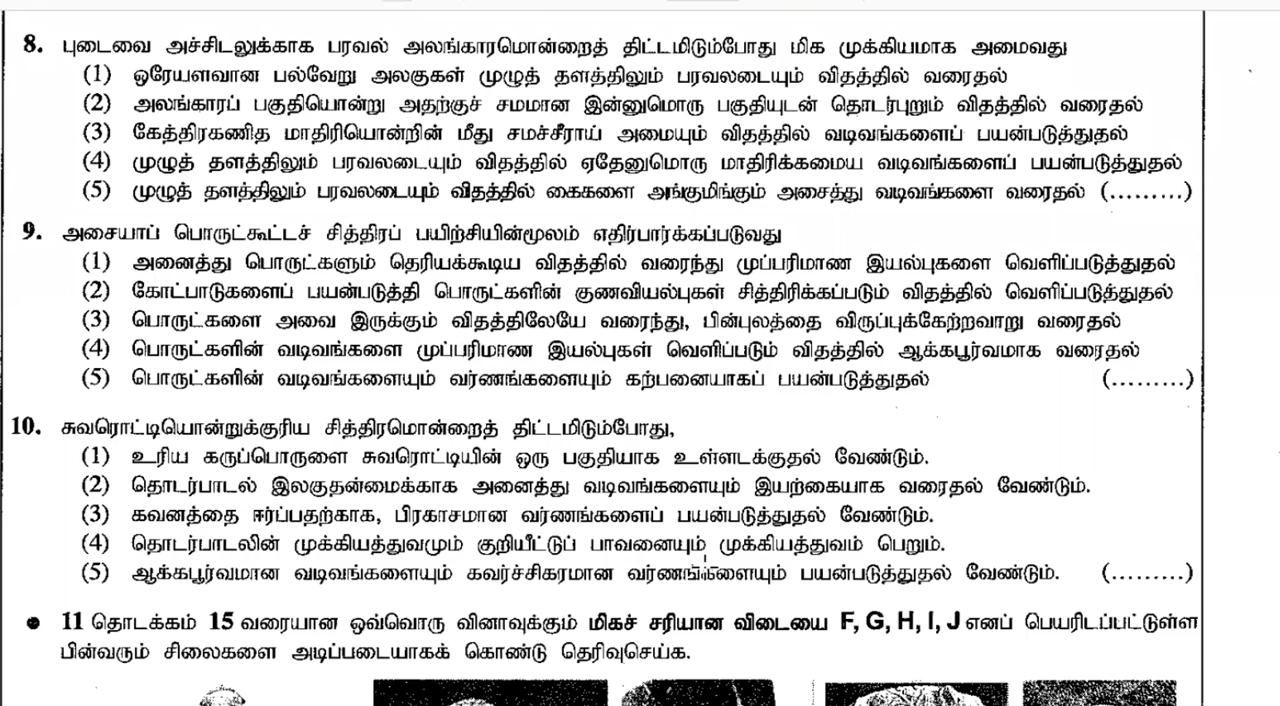 8. புடைவை அச்சிடலுக்காக பரவல் அலங்காரமொன்றைத் திட்டமிடும்போது மிக முக்கியமாக அமைவது
(1) ஒரேயளவான பல்வேறு அலகுகள் முழுத் தளத்திலும் பரவலடையும் விதத்தில் வரைதல்
(2) அலங்காரப் பகுதியொன்று அதற்குச் சமமான இன்னுமொரு பகுதியுடன் தொடர்புறும் விதத்தில் வரைதல்
(3) கேத்திரகணித மாதிரியொன்றின் மீது சமச்சீராய் அமையும் விதத்தில் வடிவங்களைப் பயன்படுத்துதல்
(4) முழுத் தளத்திலும் பரவலடையும் விதத்தில் ஏதேனுமொரு மாதிரிக்கமைய வடிவங்களைப் பயன்படுத்துதல்
(5) முழுத் தளத்திலும் பரவலடையும் விதத்தில் கைகளை அங்குமிங்கும் அசைத்து வடிவங்களை வரைதல் (.........)
9. அசையாப் பொருட்கூட்டச் சித்திரப் பயிற்சியின்மூலம் எதிர்பார்க்கப்படுவது
(1) அனைத்து பொருட்களும் தெரியக்கூடிய விதத்தில் வரைந்து முப்பரிமாண இயல்புகளை வெளிப்படுத்துதல்
(2) கோட்பாடுகளைப் பயன்படுத்தி பொருட்களின் குணவியல்புகள் சித்திரிக்கப்படும் விதத்தில் வெளிப்படுத்துதல்
(3) பொருட்களை அவை இருக்கும் விதத்திலேயே வரைந்து, பின்புலத்தை விருப்புக்கேற்றவாறு வரைதல்
(4) பொருட்களின் வடிவங்களை முப்பரிமாண இயல்புகள் வெளிப்படும் விதத்தில் ஆக்கபூர்வமாக வரைதல்
(5) பொருட்களின் வடிவங்களையும் வர்ணங்களையும் கற்பனையாகப் பயன்படுத்துதல் (.........)
10. சுவரொட்டியொன்றுக்குரிய சித்திரமொன்றைத் திட்டமிடும்போது,
(1) உரிய கருப்பொருளை சுவரொட்டியின் ஒரு பகுதியாக உள்ளடக்குதல் வேண்டும்.
(2) தொடர்பாடல் இலகுதன்மைக்காக அனைத்து வடிவங்களையும் இயற்கையாக வரைதல் வேண்டும்.
(3) கவனத்தை ஈர்ப்பதற்காக, பிரகாசமான வர்ணங்களைப் பயன்படுத்துதல் வேண்டும்.
(4) தொடர்பாடலின் முக்கியத்துவமும் குறியீட்டுப் பாவனையும் முக்கியத்துவம் பெறும்.
(5) ஆக்கபூர்வமான வடிவங்களையும் கவர்ச்சிகரமான வர்ணங்களையும் பயன்படுத்துதல் வேண்டும். (.........)
● 11 தொடக்கம் 15 வரையான ஒவ்வொரு வினாவுக்கும் மிகச் சரியான விடையை F, G, H, I, J எனப் பெயரிடப்பட்டுள்ள
பின்வரும் சிலைகளை அடிப்படையாகக் கொண்டு தெரிவுசெய்க.